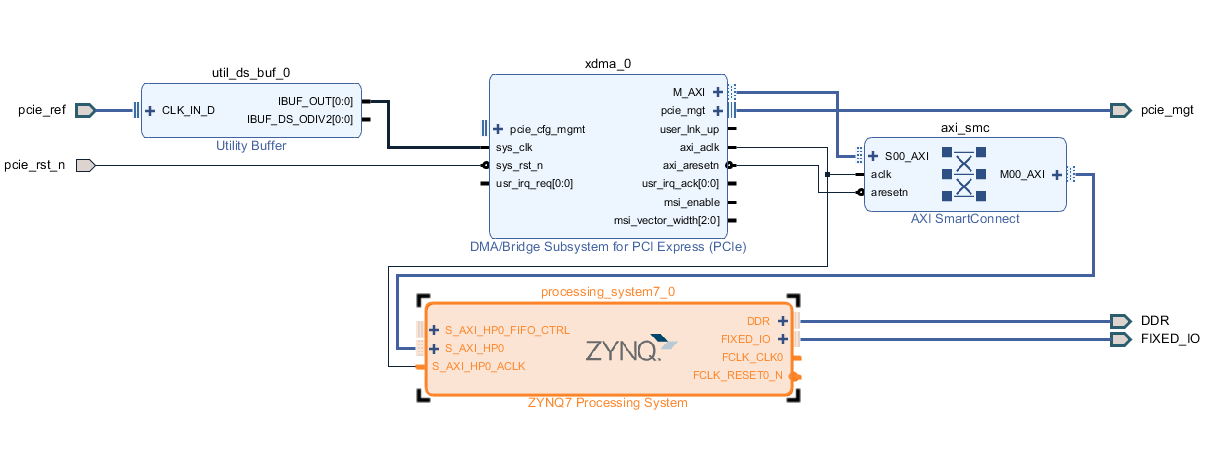 util_ds_buf_0
pcie_ref
CLK_IN_D
IBUF_OUT[0:0]
IBUF_DS_ODIV2[0:0]
Utility Buffer
pcie_rst_n
xdma_0
pcie_cfg_mgmt
sys_clk
sys_rst_n
usr_irq_req[0:0]
M_AXI
pcie_mgt
user_lnk_up
axi_aclk
axi_aresetn
usr_irq_ack[0:0]
msi_enable
msi_vector_width[2:0]
DMA/Bridge Subsystem for PCI Express (PCIe)
pcie_mgt
axi_smc
S00_AXI
aclk
aresetn
M00_AXI
AXI SmartConnect
processing_system7_0
S_AXI_HP0_FIFO_CTRL
S_AXI_HP0
S_AXI_HP0_ACLK
ZYNQ
DDR
FIXED_IO
FCLK_CLK0
FCLK_RESET0_N
ZYNQ7 Processing System
DDR
FIXED_IO